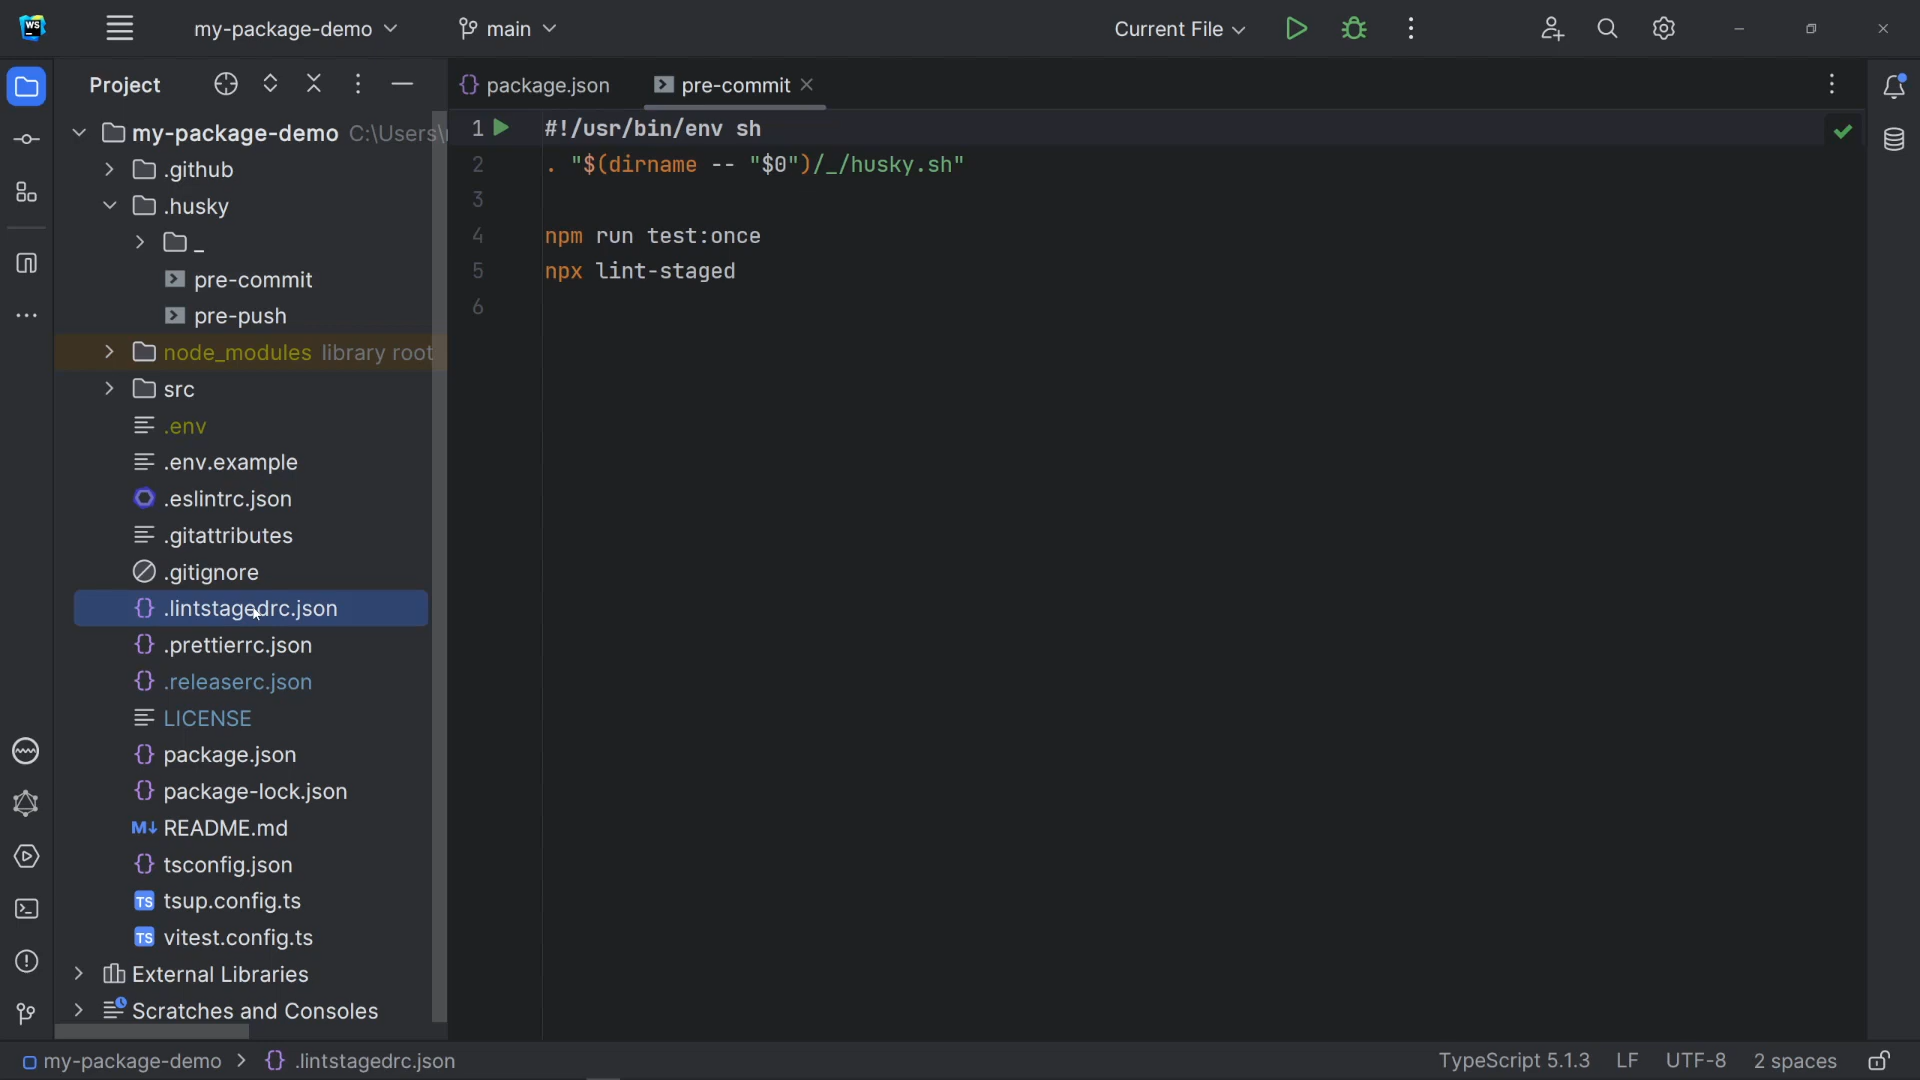 WS my-package-demo main Current File
Project
package.json pre-commit
my-package-demo C:\Users\
.github
.husky
_
pre-commit
pre-push
node_modules library root
src
.env
.env.example
.eslintrc.json
.gitattributes
.gitignore
.lintstagedrc.json
.prettierrc.json
.releaserc.json
LICENSE
package.json
package-lock.json
M↓ README.md
tsconfig.json
TS tsup.config.ts
TS vitest.config.ts
External Libraries
Scratches and Consoles
1 #!/usr/bin/env sh
2 . "$(dirname -- "$0")/_/husky.sh"
3
4 npm run test:once
5 npx lint-staged
6
my-package-demo > {} .lintstagedrc.json TypeScript 5.1.3 LF UTF-8 2 spaces